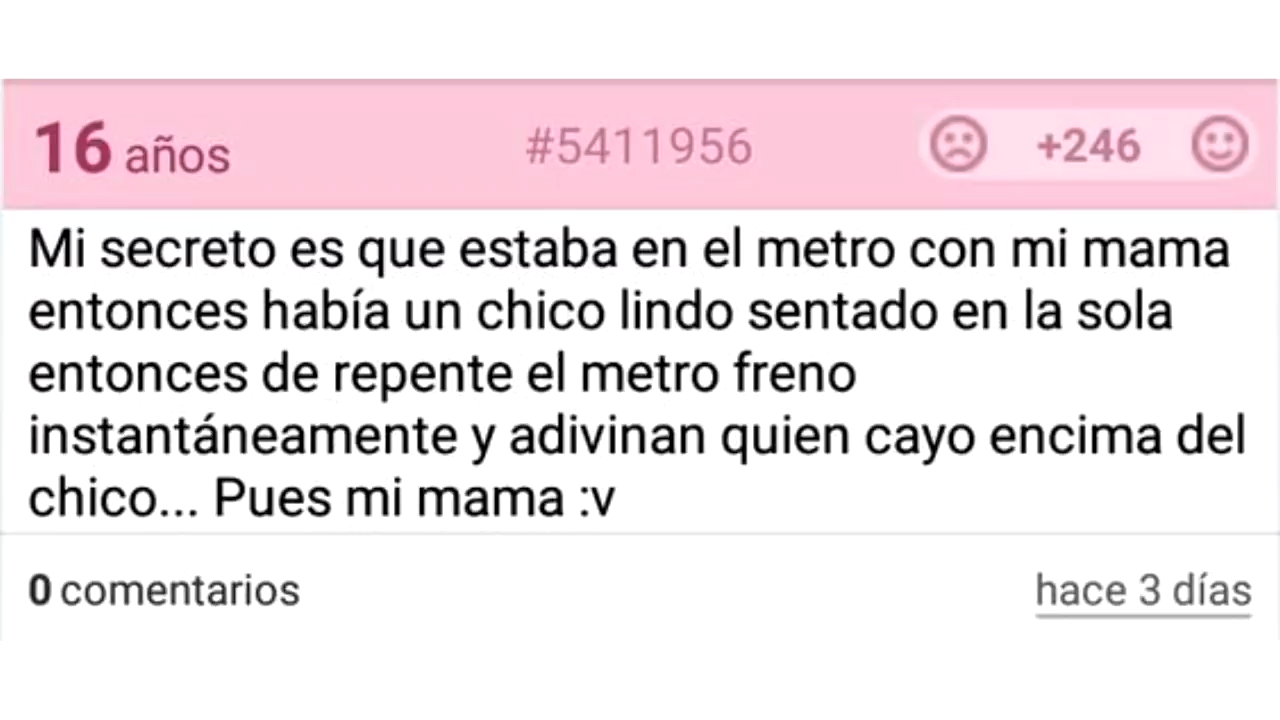 16 años #5411956 +246
Mi secreto es que estaba en el metro con mi mama
entonces había un chico lindo sentado en la sola
entonces de repente el metro freno
instantáneamente y adivinan quien cayo encima del
chico... Pues mi mama :v
0 comentarios hace 3 días